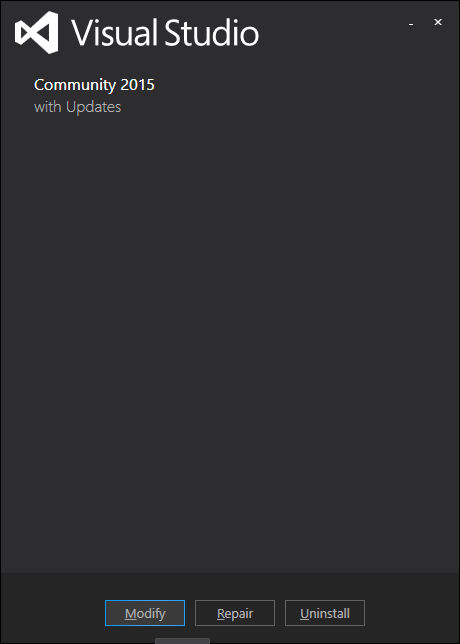 Visual Studio
Community 2015
with Updates
Modify Repair Uninstall